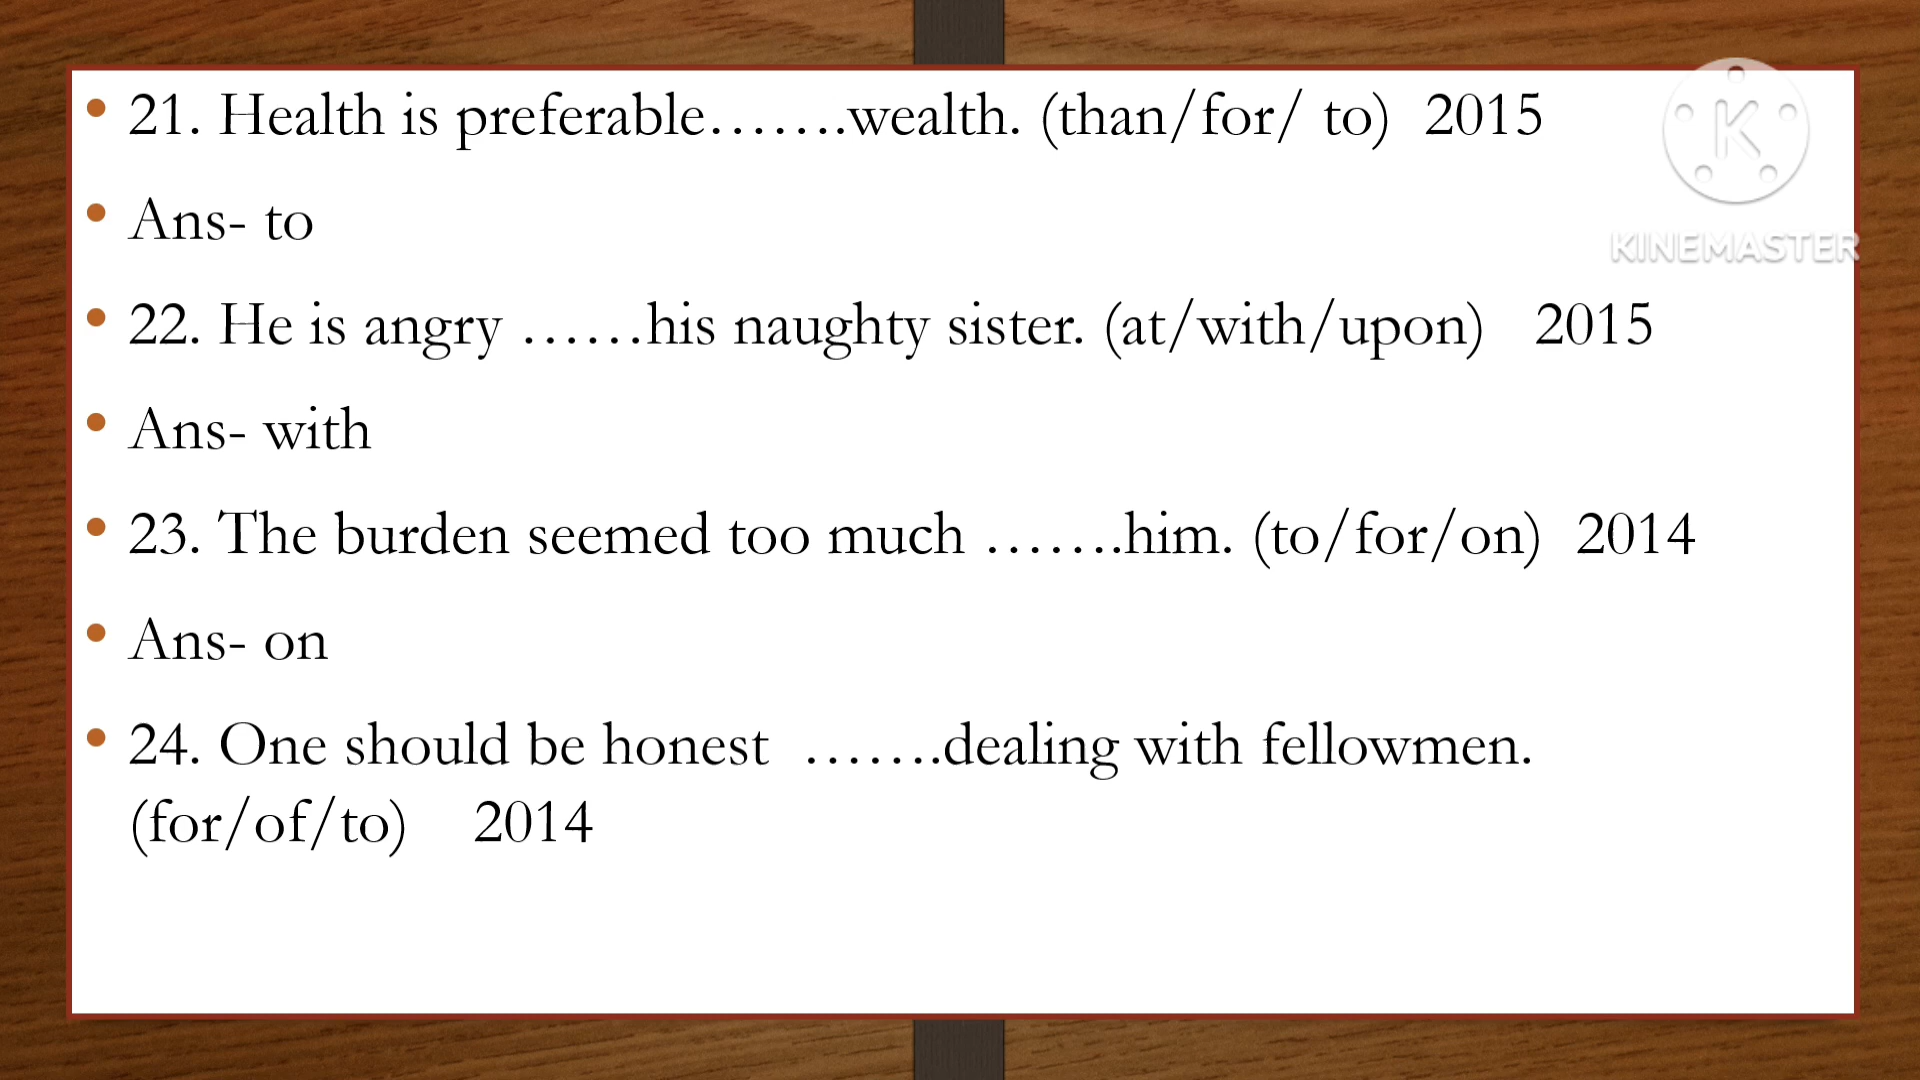 • 21. Health is preferable…….wealth. (than/for/ to) 2015
• Ans- to
• 22. He is angry ……his naughty sister. (at/with/upon) 2015
• Ans- with
• 23. The burden seemed too much …….him. (to/for/on) 2014
• Ans- on
• 24. One should be honest …….dealing with fellowmen.
(for/of/to) 2014
K
KINEMASTER